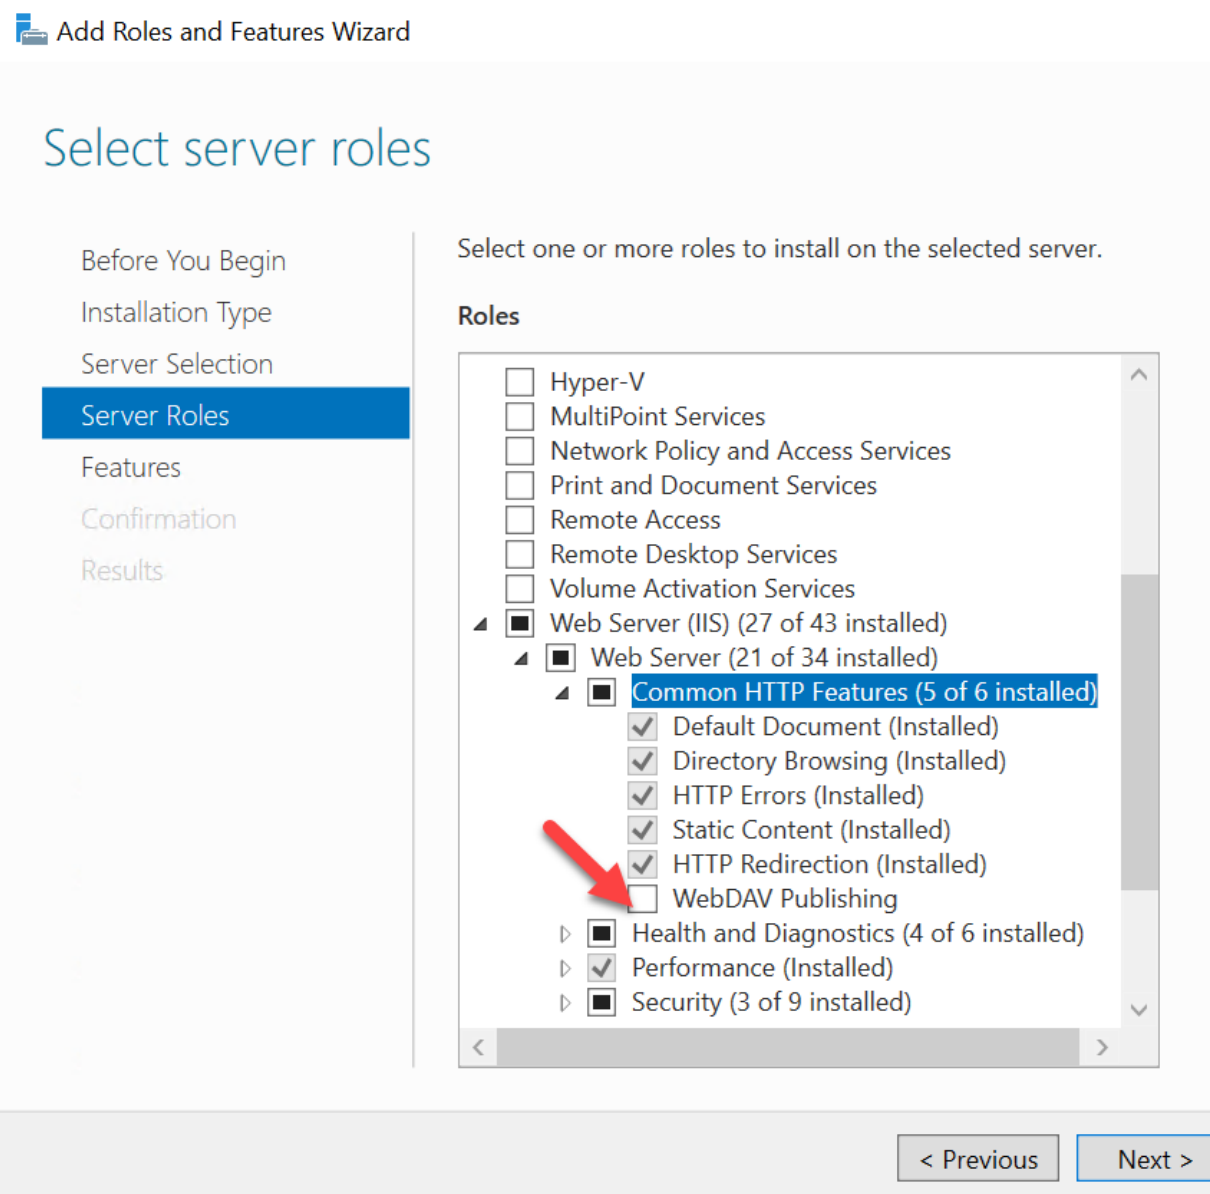 Add Roles and Features Wizard
Select server roles
Before You Begin
Installation Type
Server Selection
Server Roles
Features
Confirmation
Results
Select one or more roles to install on the selected server.
Roles
Hyper-V
MultiPoint Services
Network Policy and Access Services
Print and Document Services
Remote Access
Remote Desktop Services
Volume Activation Services
Web Server (IIS) (27 of 43 installed)
Web Server (21 of 34 installed)
Common HTTP Features (5 of 6 installed)
Default Document (Installed)
Directory Browsing (Installed)
HTTP Errors (Installed)
Static Content (Installed)
HTTP Redirection (Installed)
WebDAV Publishing
Health and Diagnostics (4 of 6 installed)
Performance (Installed)
Security (3 of 9 installed)
< Previous
Next >